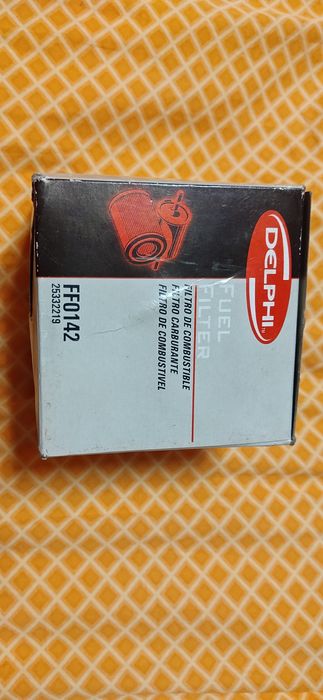 DELPHI
FUEL
FILTER
FILTRO DE COMBUSTIBLE
FILTRO CARBURANTE
FILTRO DE COMBUSTIVEL
FF0142
25332219